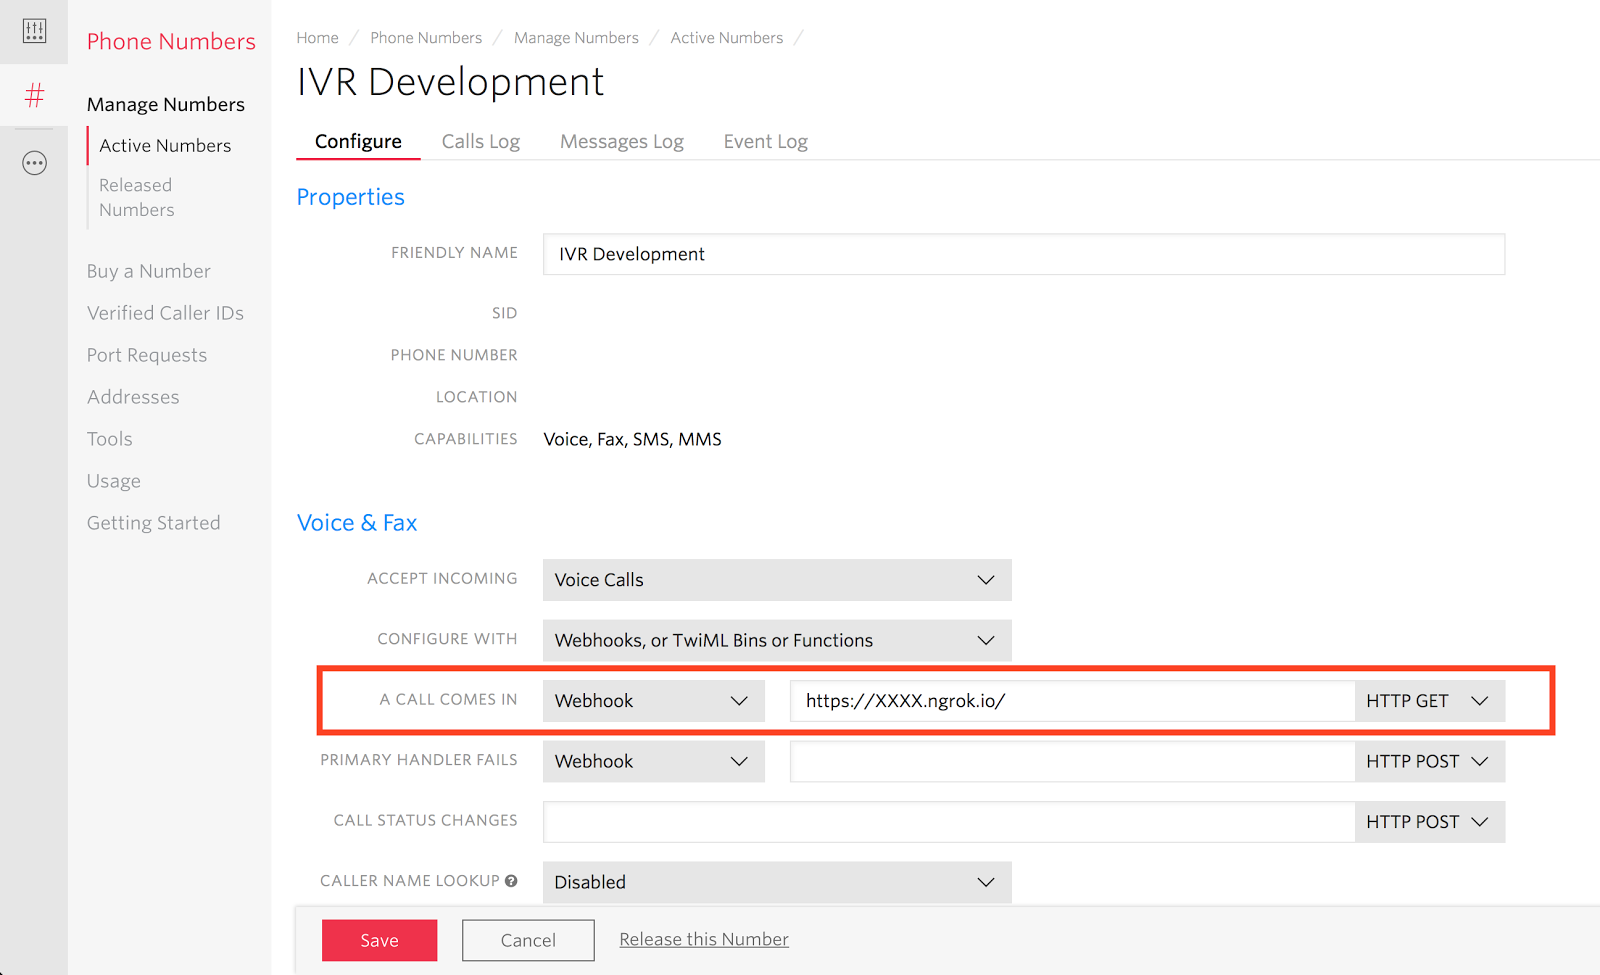 Phone Numbers
Manage Numbers
Active Numbers
Released
Numbers
Buy a Number
Verified Caller IDs
Port Requests
Addresses
Tools
Usage
Getting Started
Home / Phone Numbers / Manage Numbers / Active Numbers /
IVR Development
Configure Calls Log Messages Log Event Log
Properties
FRIENDLY NAME IVR Development
SID
PHONE NUMBER
LOCATION
CAPABILITIES Voice, Fax, SMS, MMS
Voice & Fax
ACCEPT INCOMING Voice Calls
CONFIGURE WITH Webhooks, or TwiML Bins or Functions
A CALL COMES IN Webhook https://XXXX.ngrok.io/ HTTP GET
PRIMARY HANDLER FAILS Webhook HTTP POST
CALL STATUS CHANGES HTTP POST
CALLER NAME LOOKUP ? Disabled
Save Cancel Release this Number